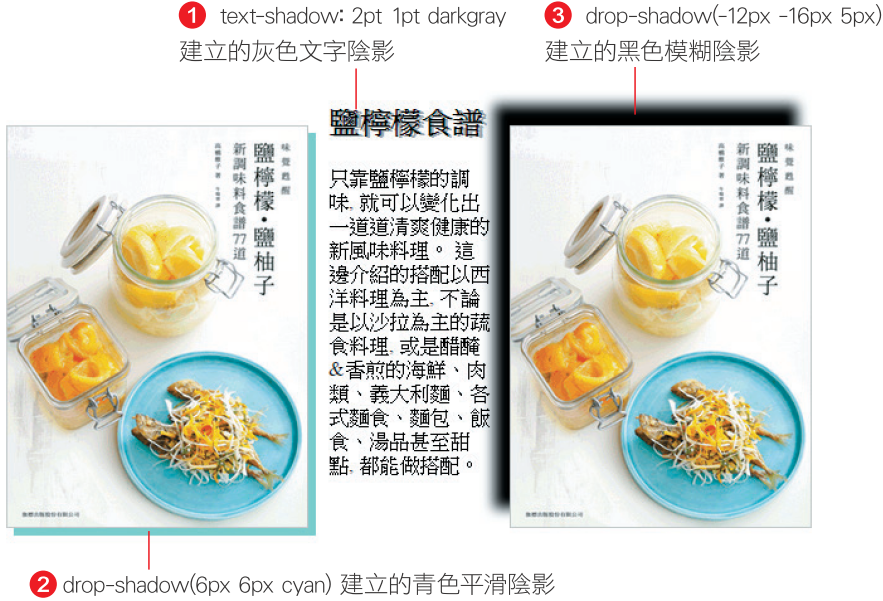 1 text-shadow: 2pt 1pt darkgray
建立的灰色文字陰影
3 drop-shadow(-12px -16px 5px)
建立的黑色模糊陰影
味覺甦醒
鹽檸檬・鹽柚子
新調味料食譜77道
鹽檸檬食譜
只靠鹽檸檬的調
味, 就可以變化出
一道道清爽健康的
新風味料理。 這
邊介紹的搭配以西
洋料理為主, 不論
是以沙拉為主的蔬
食料理, 或是醋醃
&香煎的海鮮、肉
類、義大利麵、各
式麵食、麵包、飯
食、湯品甚至甜
點, 都能做搭配。
味覺甦醒
鹽檸檬・鹽柚子
新調味料食譜77道
2 drop-shadow(6px 6px cyan) 建立的青色平滑陰影